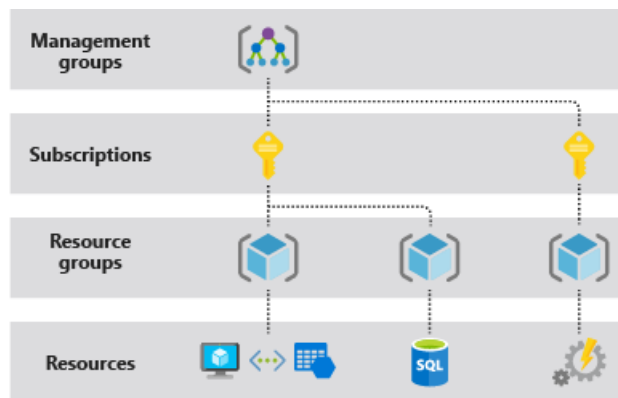 Management
groups
Subscriptions
Resource
groups
Resources
SQL